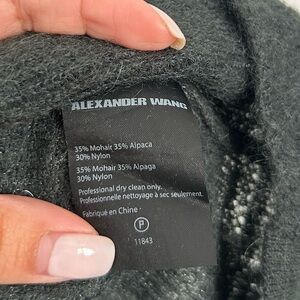 ALEXANDER WANG
35% Mohair 35% Alpaca
30% Nylon
35% Mohair 35% Alpaga
30% Nylon
Professional dry clean only.
Professionnelle nettoyage à sec seulement.
Fabriqué en Chine
P
11843